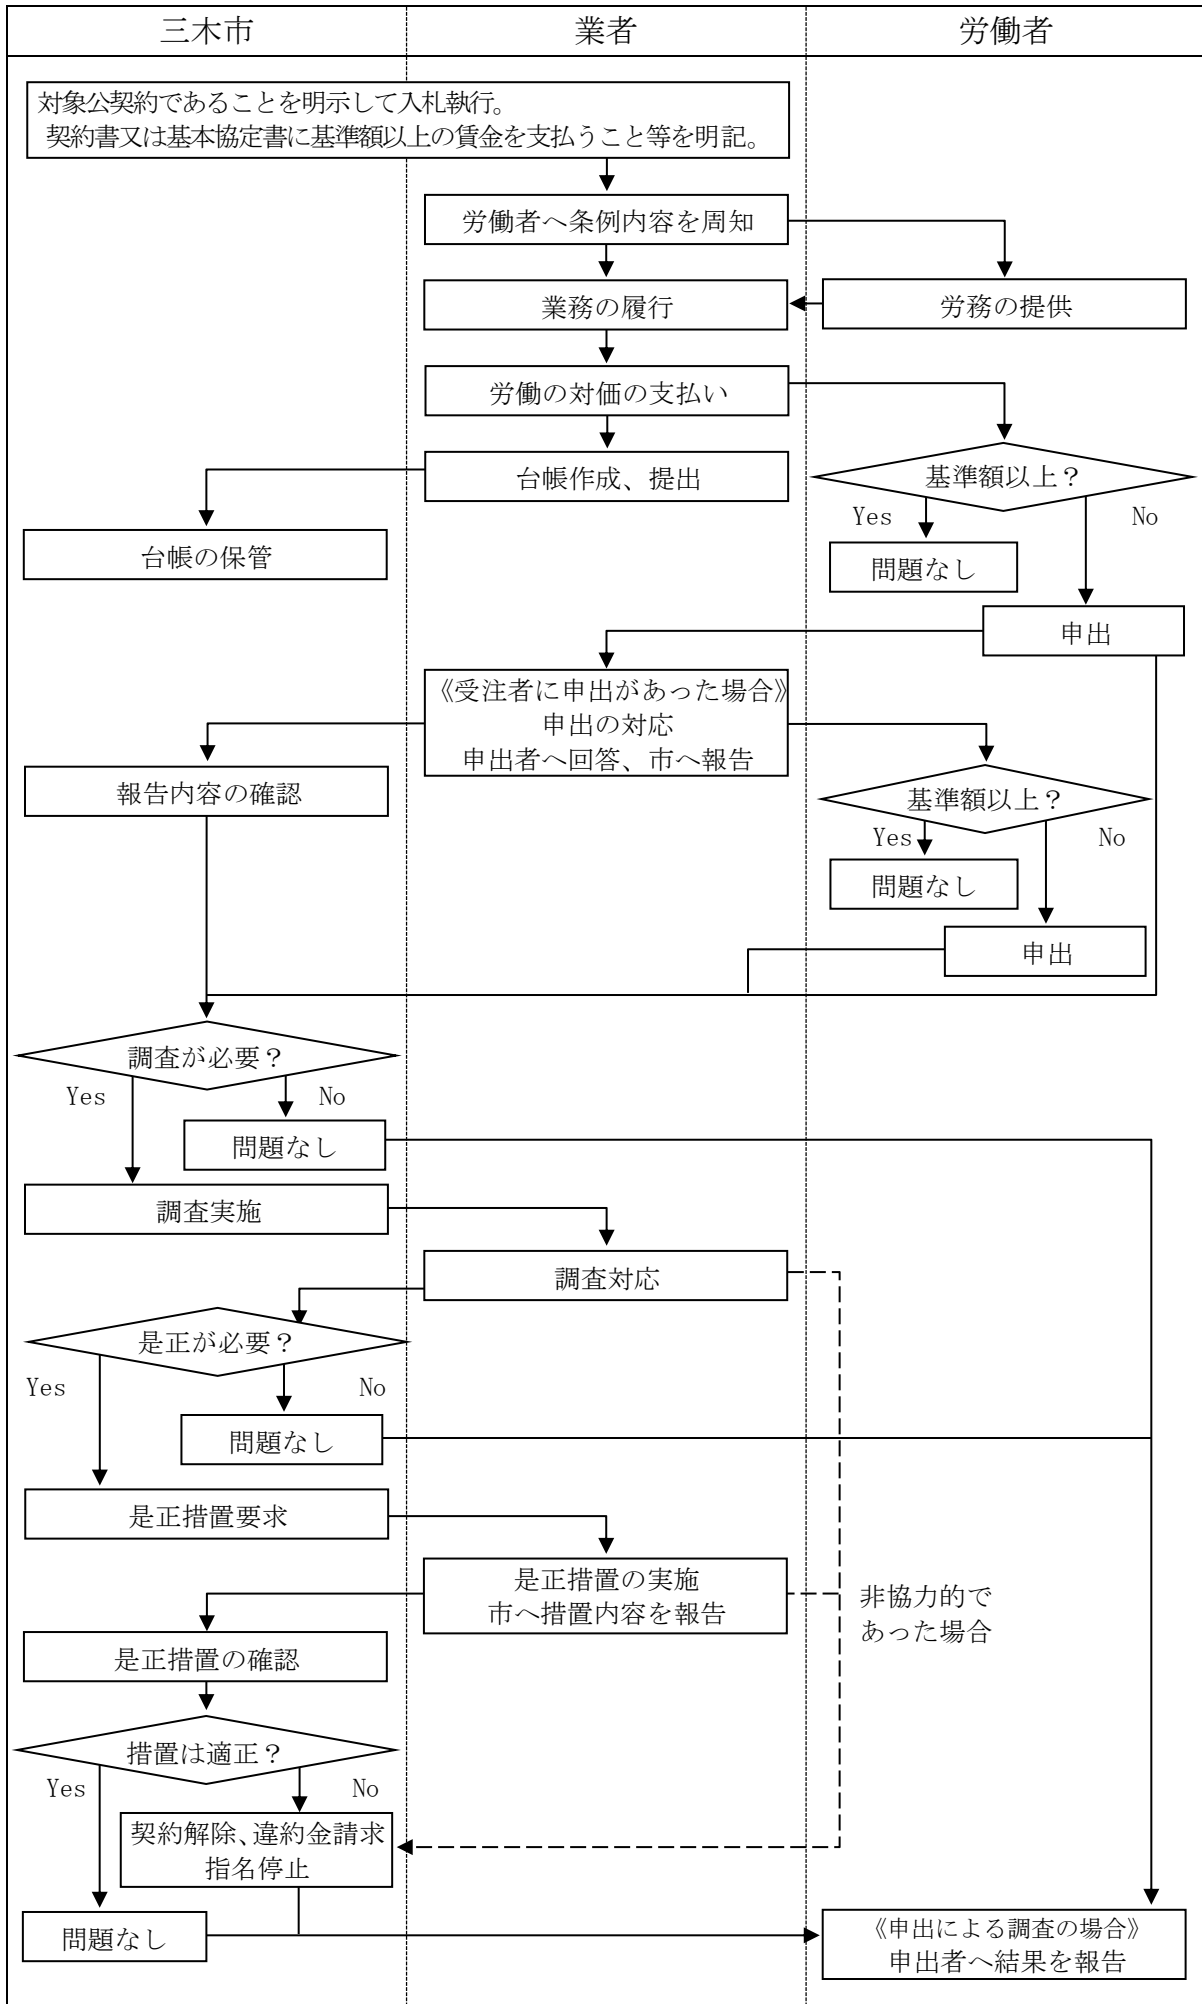 三木市
業者
労働者
対象公契約であることを明示して入札執行。
契約書又は基本協定書に基準額以上の賃金を支払うこと等を明記。
労働者へ条例内容を周知
業務の履行
労務の提供
労働の対価の支払い
台帳作成、提出
基準額以上？
Yes
No
台帳の保管
問題なし
申出
《受注者に申出があった場合》
申出の対応
申出者へ回答、市へ報告
報告内容の確認
基準額以上？
Yes
No
問題なし
申出
調査が必要？
Yes
No
問題なし
調査実施
調査対応
是正が必要？
Yes
No
問題なし
是正措置要求
是正措置の実施
市へ措置内容を報告
非協力的で
あった場合
是正措置の確認
措置は適正？
Yes
No
契約解除、違約金請求
指名停止
問題なし
《申出による調査の場合》
申出者へ結果を報告